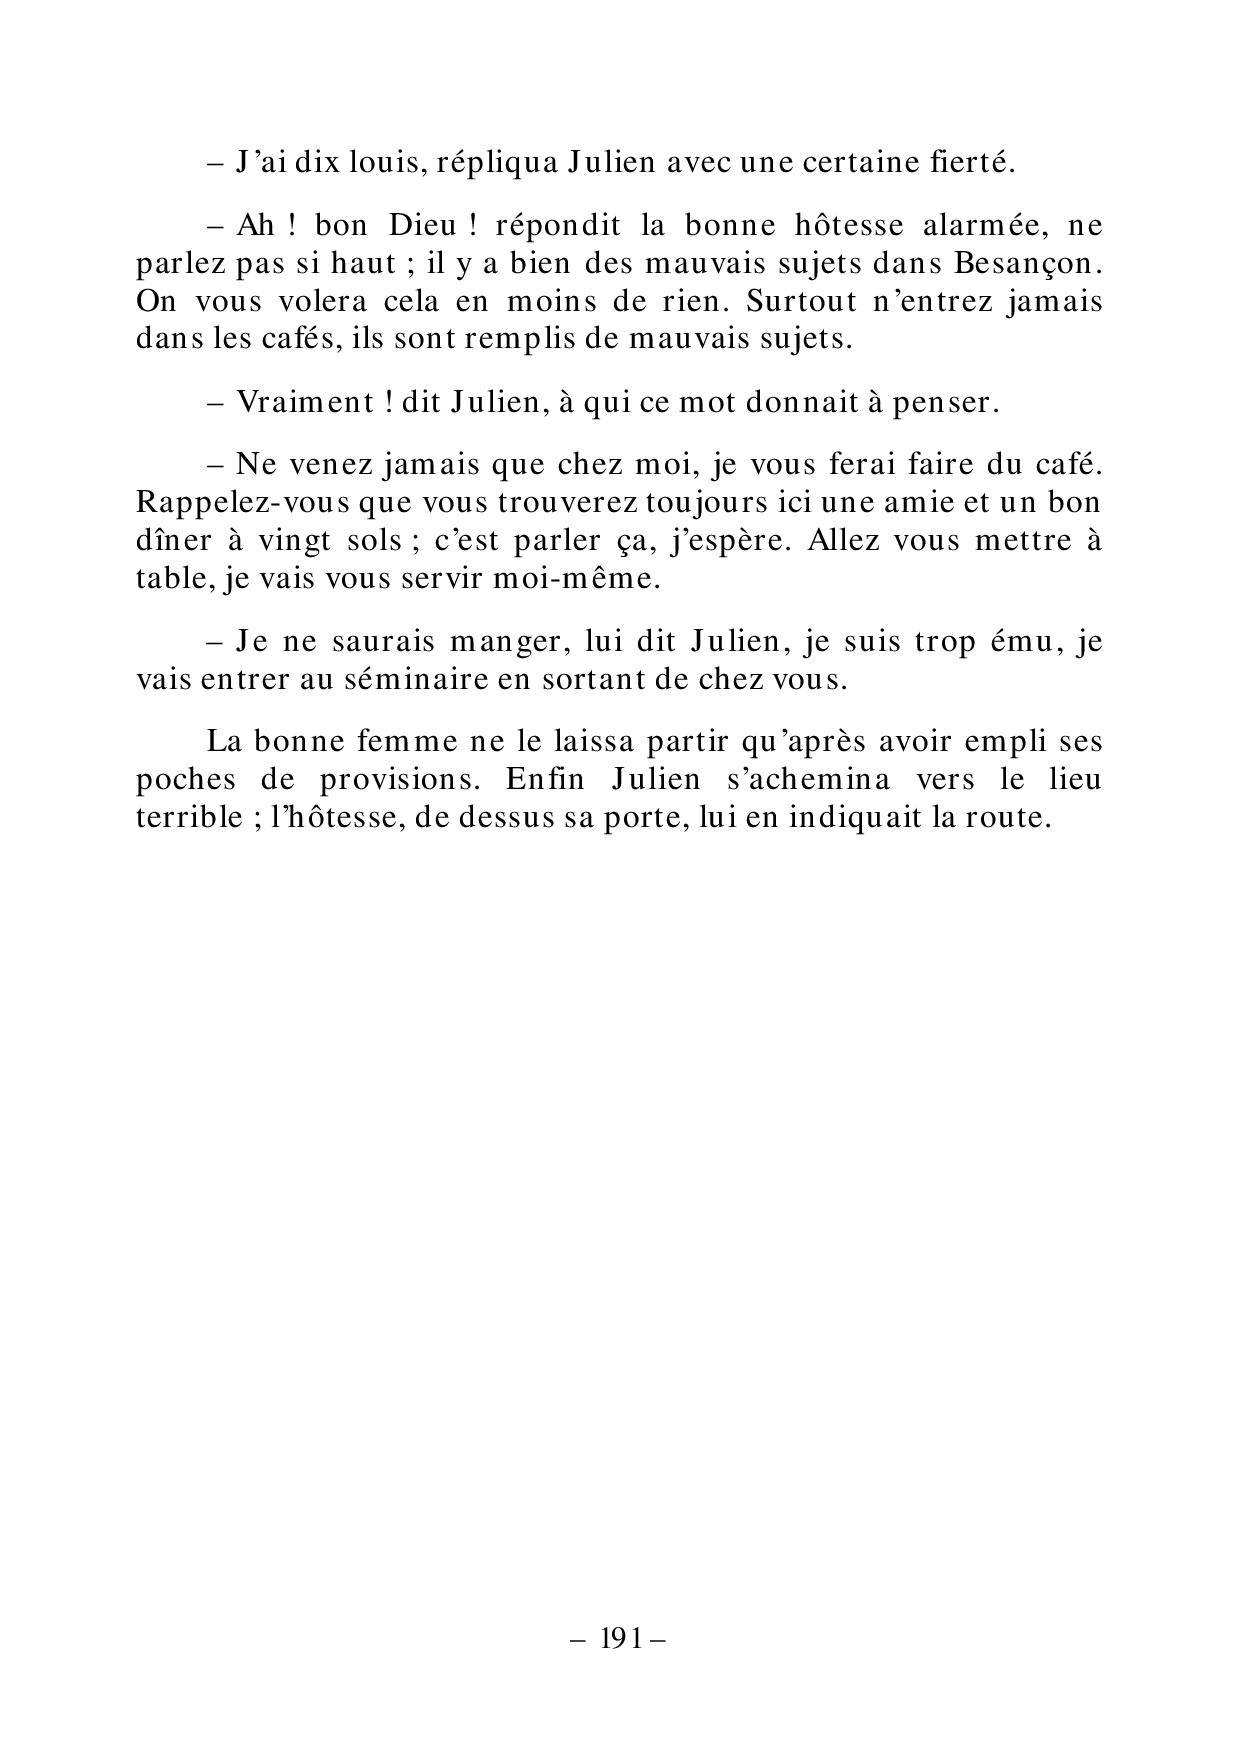 – J’ai dix louis, répliqua Julien avec une certaine fierté.
– Ah ! bon Dieu ! répondit la bonne hôtesse alarmée, ne
parlez pas si haut ; il y a bien des mauvais sujets dans Besançon.
On vous volera cela en moins de rien. Surtout n’entrez jamais
dans les cafés, ils sont remplis de mauvais sujets.
– Vraiment ! dit Julien, à qui ce mot donnait à penser.
– Ne venez jamais que chez moi, je vous ferai faire du café.
Rappelez-vous que vous trouverez toujours ici une amie et un bon
dîner à vingt sols ; c’est parler ça, j’espère. Allez vous mettre à
table, je vais vous servir moi-même.
– Je ne saurais manger, lui dit Julien, je suis trop ému, je
vais entrer au séminaire en sortant de chez vous.
La bonne femme ne le laissa partir qu’après avoir empli ses
poches de provisions. Enfin Julien s’achemina vers le lieu
terrible ; l’hôtesse, de dessus sa porte, lui en indiquait la route.
– 191 –